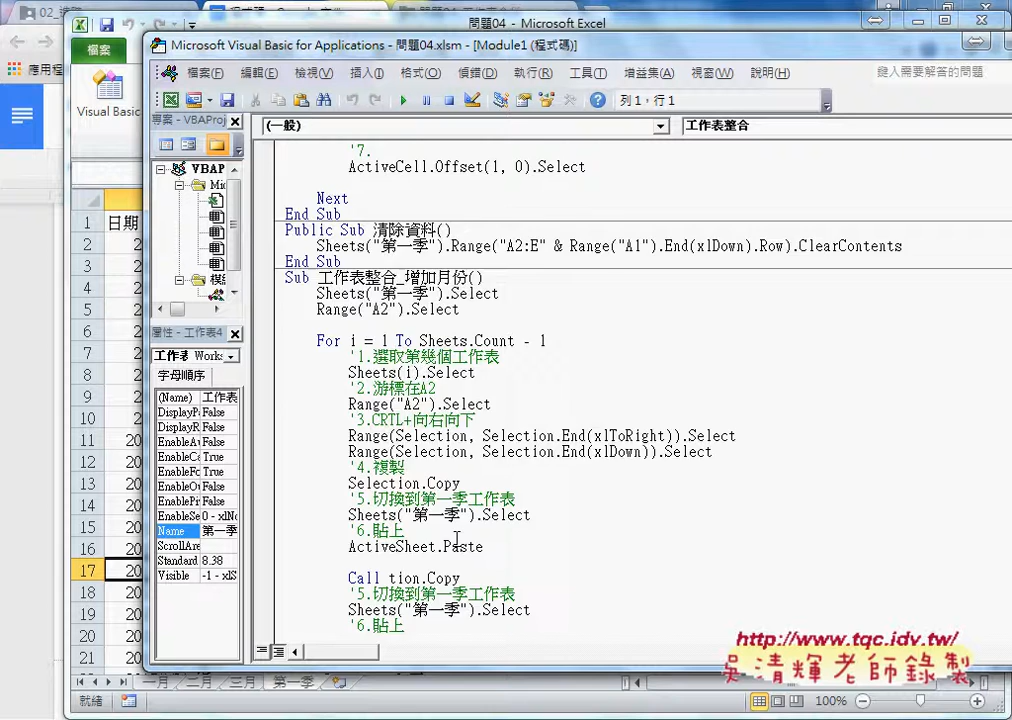 問題04 - Microsoft Excel
檔案
Microsoft Visual Basic for Applications - 問題04.xlsm - [Module1 (程式碼)]
應用程
Visual Basic
檔案(F) 編輯(E) 檢視(V) 插入(I) 格式(O) 偵錯(D) 執行(R) 工具(T) 增益集(A) 視窗(W) 說明(H)
鍵入需要解答的問題
列 1，行 1
專案 - VBAProj
(一般)
工作表整合
VBAP
屬性 - 工作表4
字母順序
(Name) 工作表
False
False
False
True
True
False
False
0 - xlNo
Name 第一季
Standard 8.38
Visible -1 - xlS
日期
1
2
3
4
5
6
7
8
9
10
11
12
13
14
15
16
17
18
19
20
21
'7.
ActiveCell.Offset(1, 0).Select
Next
End Sub
Public Sub 清除資料()
Sheets("第一季").Range("A2:E" & Range("A1").End(xlDown).Row).ClearContents
End Sub
Sub 工作表整合_增加月份()
Sheets("第一季").Select
Range("A2").Select
For i = 1 To Sheets.Count - 1
'1.選取第幾個工作表
Sheets(i).Select
'2.游標在A2
Range("A2").Select
'3.CRTL+向右向下
Range(Selection, Selection.End(xlToRight)).Select
Range(Selection, Selection.End(xlDown)).Select
'4.複製
Selection.Copy
'5.切換到第一季工作表
Sheets("第一季").Select
'6.貼上
ActiveSheet.Paste
Call tion.Copy
'5.切換到第一季工作表
Sheets("第一季").Select
'6.貼上
http://www.tqc.idv.tw/
吳清輝老師錄製
一月 二月 三月 第一季
就緒
100%